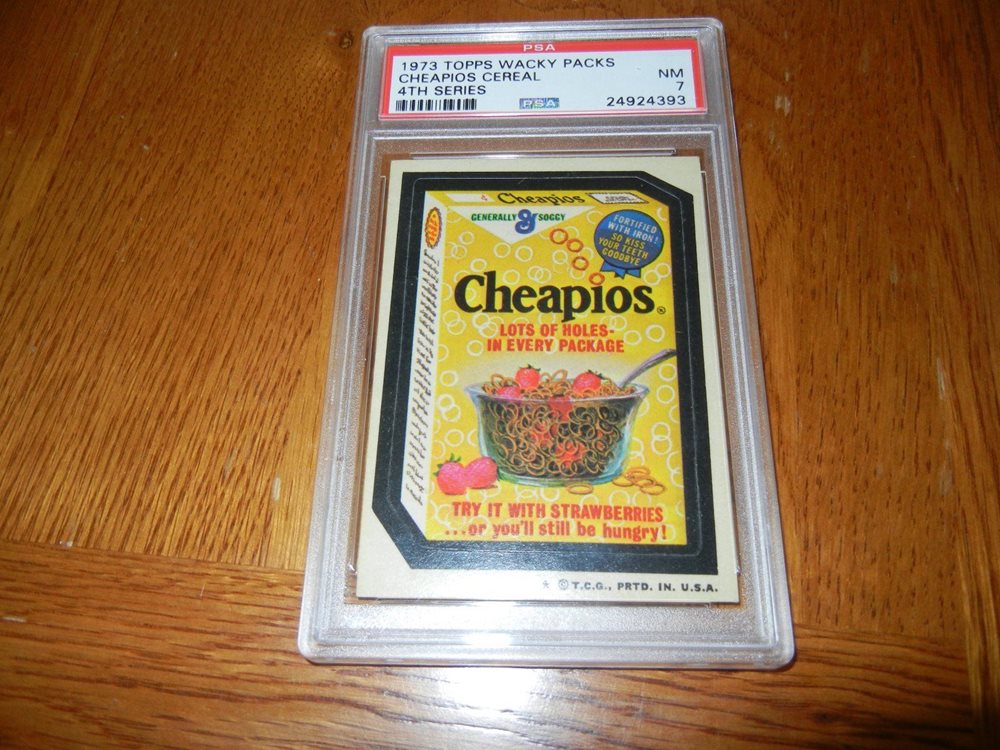 PSA
1973 TOPPS WACKY PACKS
CHEAPIOS CEREAL NM
4TH SERIES 7
PSA 24924393
Cheapios
GENERALLY g SOGGY
FORTIFIED
WITH IRON!
SO KISS
YOUR TEETH
GOODBYE
Cheapios®
LOTS OF HOLES-
IN EVERY PACKAGE
TRY IT WITH STRAWBERRIES
...or you'll still be hungry!
* © T.C.G., PRTD. IN. U.S.A.